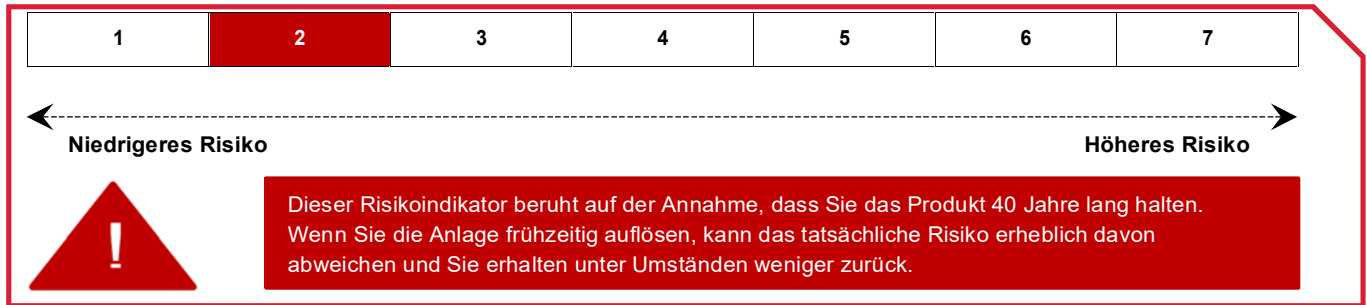 1 2 3 4 5 6 7
Niedrigeres Risiko Höheres Risiko
!
Dieser Risikoindikator beruht auf der Annahme, dass Sie das Produkt 40 Jahre lang halten.
Wenn Sie die Anlage frühzeitig auflösen, kann das tatsächliche Risiko erheblich davon
abweichen und Sie erhalten unter Umständen weniger zurück.